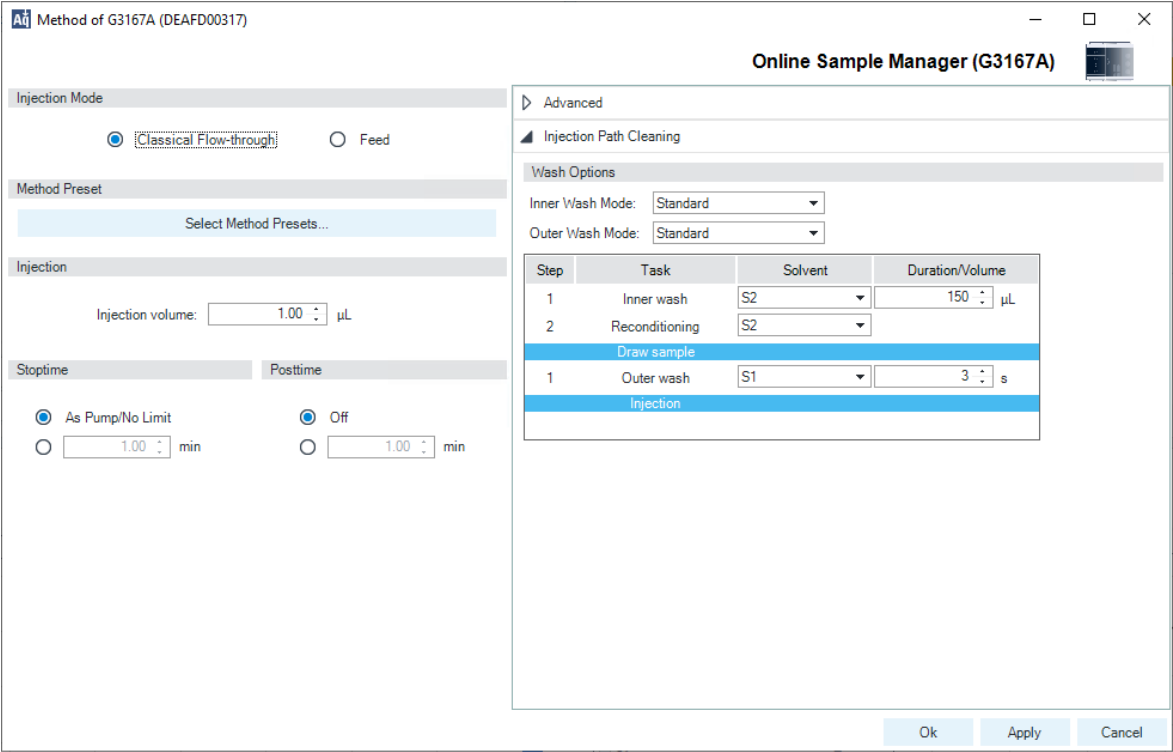 Aq Method of G3167A (DEAFD00317)
Online Sample Manager (G3167A)
Injection Mode
Classical Flow-through Feed
Method Preset
Select Method Presets...
Injection
Injection volume: 1.00 µL
Stoptime Posttime
As Pump/No Limit Off
1.00 min 1.00 min
Advanced
Injection Path Cleaning
Wash Options
Inner Wash Mode: Standard
Outer Wash Mode: Standard
Step Task Solvent Duration/Volume
1 Inner wash S2 150 µL
2 Reconditioning S2
Draw sample
1 Outer wash S1 3 s
Injection
Ok Apply Cancel